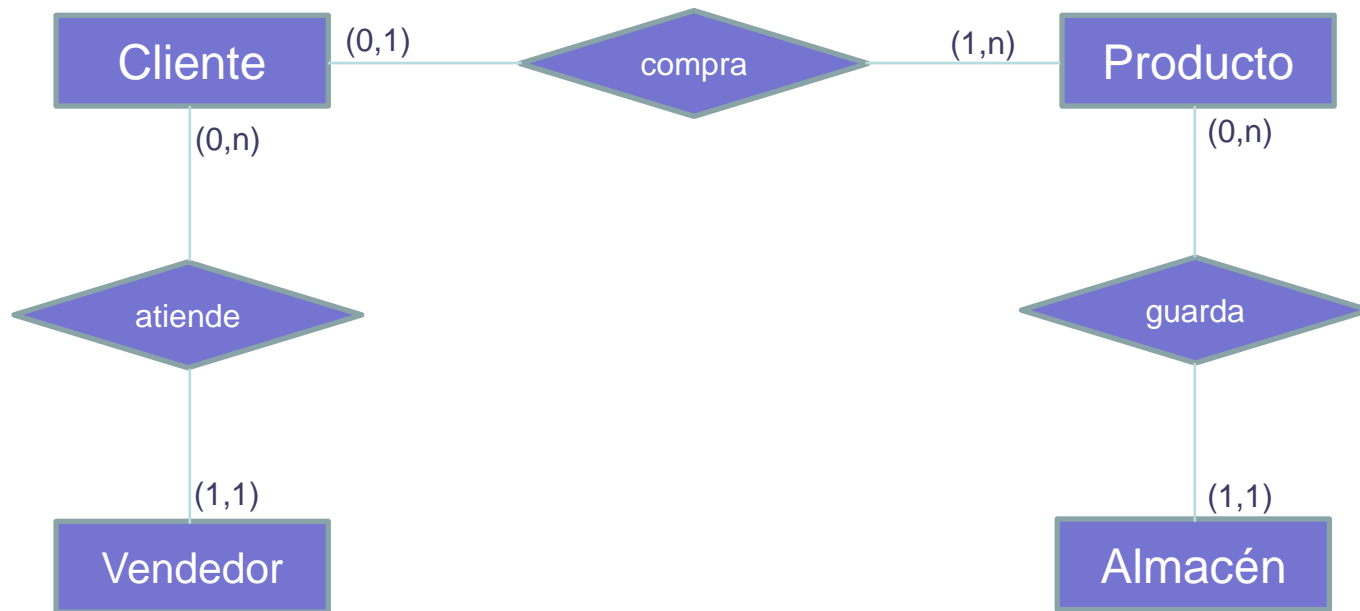 Cliente
(0,1)
compra
(1,n)
Producto
(0,n)
(0,n)
atiende
guarda
(1,1)
(1,1)
Vendedor
Almacén